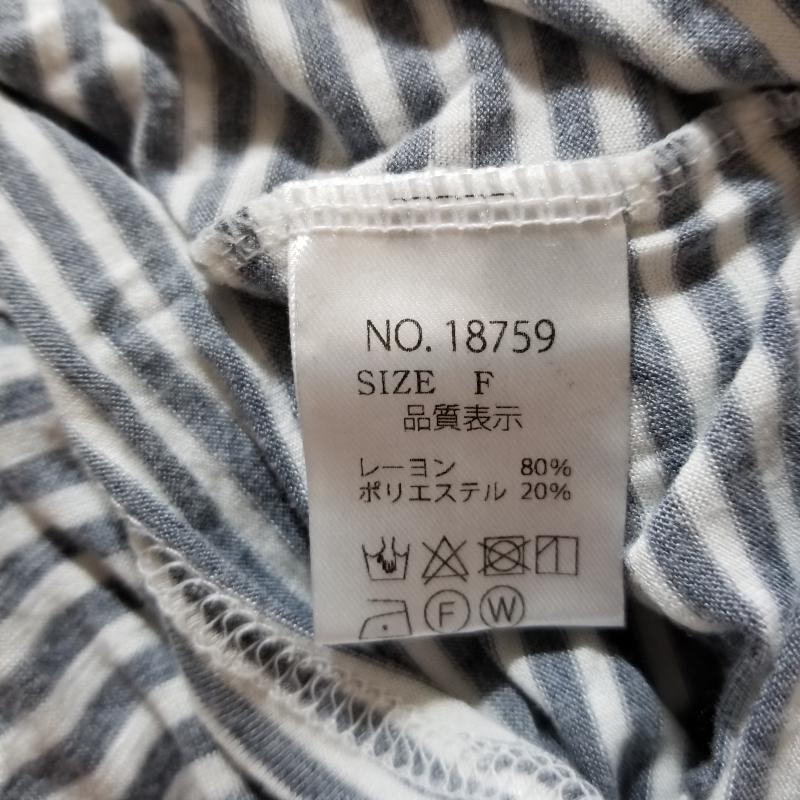 NO. 18759
SIZE F
品質表示
レーヨン 80%
ポリエステル 20%
F W